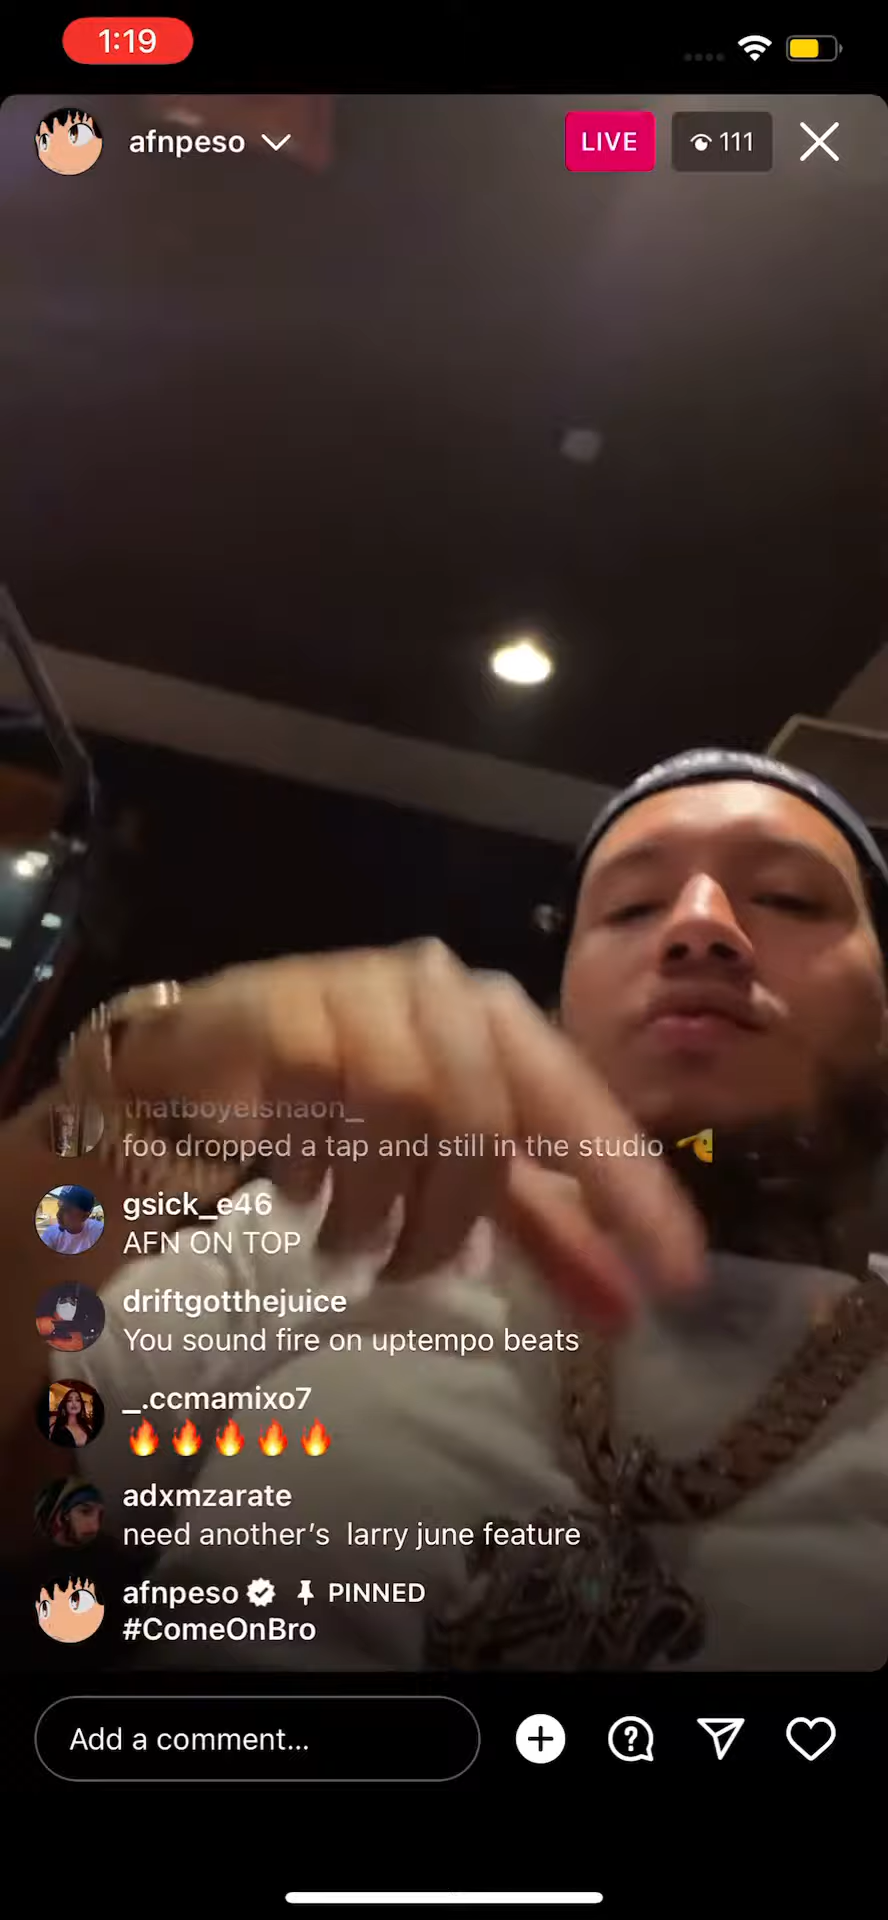 1:19
afnpeso
LIVE
111
thatboyelshaon_
foo dropped a tap and still in the studio
gsick_e46
AFN ON TOP
driftgotthejuice
You sound fire on uptempo beats
_.ccmamixo7
adxmzarate
need another’s larry june feature
afnpeso PINNED
#ComeOnBro
Add a comment...